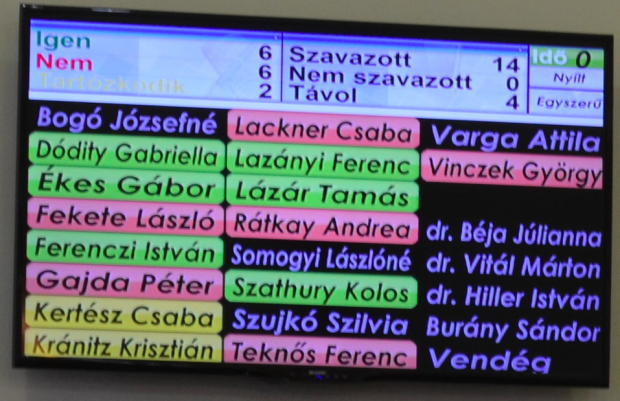 Igen 6
Nem 6
Tartózkodik 2
Szavazott 14
Nem szavazott 0
Távol 4
Idő 0
Nyílt
Egyszerű
Bogó Józsefné
Dódity Gabriella
Ékes Gábor
Fekete László
Ferenczi István
Gajda Péter
Kertész Csaba
Kránitz Krisztián
Lackner Csaba
Lazányi Ferenc
Lázár Tamás
Rátkay Andrea
Somogyi Lászlóné
Szathury Kolos
Szujkó Szilvia
Teknős Ferenc
Varga Attila
Vinczek György
dr. Béja Júlianna
dr. Vitál Márton
dr. Hiller István
Burány Sándor
Vendég